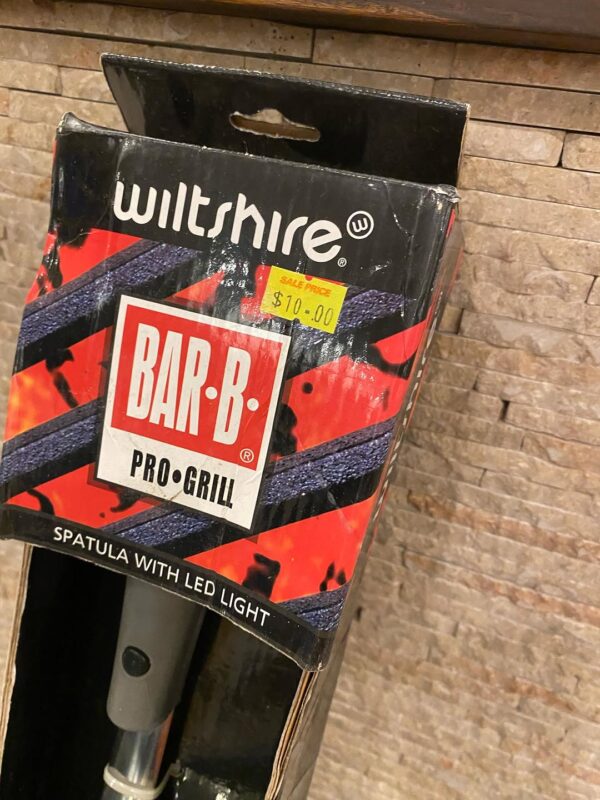 wiltshire W ®
SALE PRICE
$10-.00
BAR•B•®
PRO•GRILL
SPATULA WITH LED LIGHT